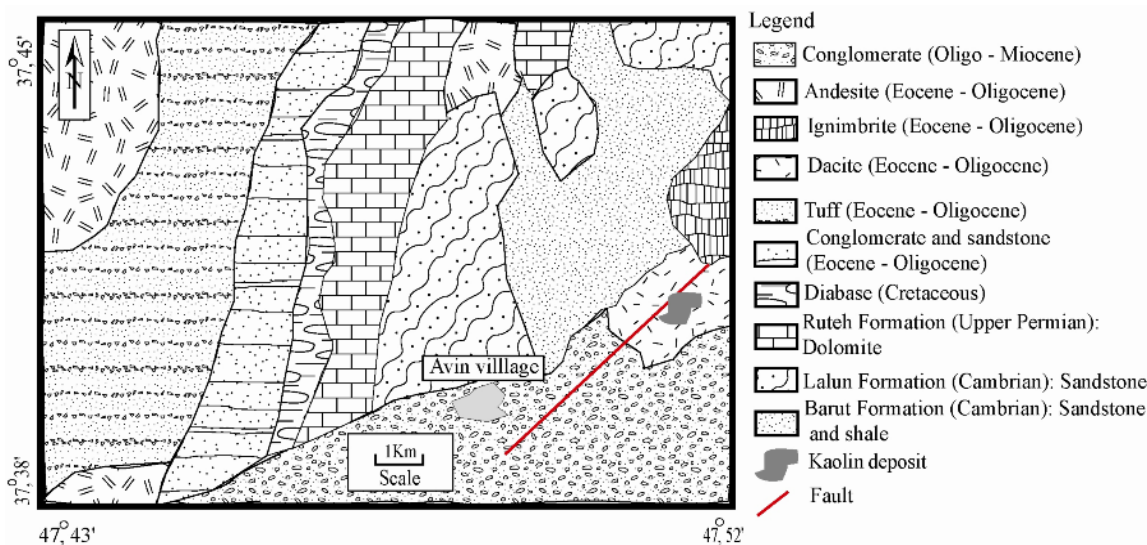 37° 45'
37° 38'
47° 43'
47° 52'
N
Avin villlage
1Km
Scale
Legend
Conglomerate (Oligo - Miocene)
Andesite (Eocene - Oligocene)
Ignimbrite (Eocene - Oligocene)
Dacite (Eocene - Oligocene)
Tuff (Eocene - Oligocene)
Conglomerate and sandstone
(Eocene - Oligocene)
Diabase (Cretaceous)
Ruteh Formation (Upper Permian):
Dolomite
Lalun Formation (Cambrian): Sandstone
Barut Formation (Cambrian): Sandstone
and shale
Kaolin deposit
Fault